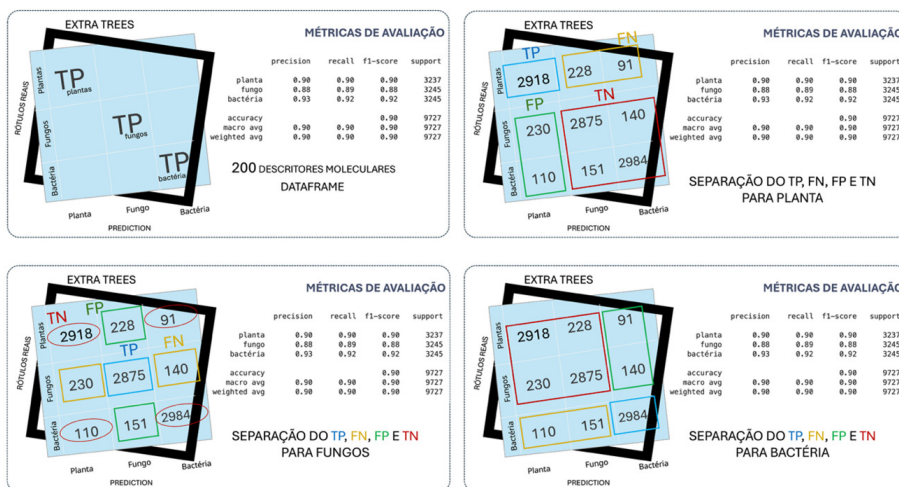 EXTRA TREES
MÉTRICAS DE AVALIAÇÃO
RÓTULOS REAIS
Plantas
Fungos
Bactéria
TP
plantas
TP
fungos
TP
bactéria
Planta
Fungo
Bactéria
PREDICTION
precision recall f1-score support
planta 0.90 0.90 0.90 3237
fungo 0.88 0.89 0.88 3245
bactéria 0.93 0.92 0.92 3245
accuracy 0.90 9727
macro avg 0.90 0.90 0.90 9727
weighted avg 0.90 0.90 0.90 9727
200 DESCRITORES MOLECULARES
DATAFRAME
EXTRA TREES
MÉTRICAS DE AVALIAÇÃO
RÓTULOS REAIS
Plantas
Fungos
Bactéria
TP
FN
2918 228 91
FP
TN
230 2875 140
110 151 2984
Planta
Fungo
Bactéria
PREDICTION
precision recall f1-score support
planta 0.90 0.90 0.90 3237
fungo 0.88 0.89 0.88 3245
bactéria 0.93 0.92 0.92 3245
accuracy 0.90 9727
macro avg 0.90 0.90 0.90 9727
weighted avg 0.90 0.90 0.90 9727
SEPARAÇÃO DO TP, FN, FP E TN
PARA PLANTA
EXTRA TREES
MÉTRICAS DE AVALIAÇÃO
RÓTULOS REAIS
Plantas
Fungos
Bactéria
TN
FP
2918 228 91
TP
FN
230 2875 140
110 151 2984
Planta
Fungo
Bactéria
PREDICTION
precision recall f1-score support
planta 0.90 0.90 0.90 3237
fungo 0.88 0.89 0.88 3245
bactéria 0.93 0.92 0.92 3245
accuracy 0.90 9727
macro avg 0.90 0.90 0.90 9727
weighted avg 0.90 0.90 0.90 9727
SEPARAÇÃO DO TP, FN, FP E TN
PARA FUNGOS
EXTRA TREES
MÉTRICAS DE AVALIAÇÃO
RÓTULOS REAIS
Plantas
Fungos
Bactéria
2918 228 91
230 2875 140
110 151 2984
Planta
Fungo
Bactéria
PREDICTION
precision recall f1-score support
planta 0.90 0.90 0.90 3237
fungo 0.88 0.89 0.88 3245
bactéria 0.93 0.92 0.92 3245
accuracy 0.90 9727
macro avg 0.90 0.90 0.90 9727
weighted avg 0.90 0.90 0.90 9727
SEPARAÇÃO DO TP, FN, FP E TN
PARA BACTÉRIA